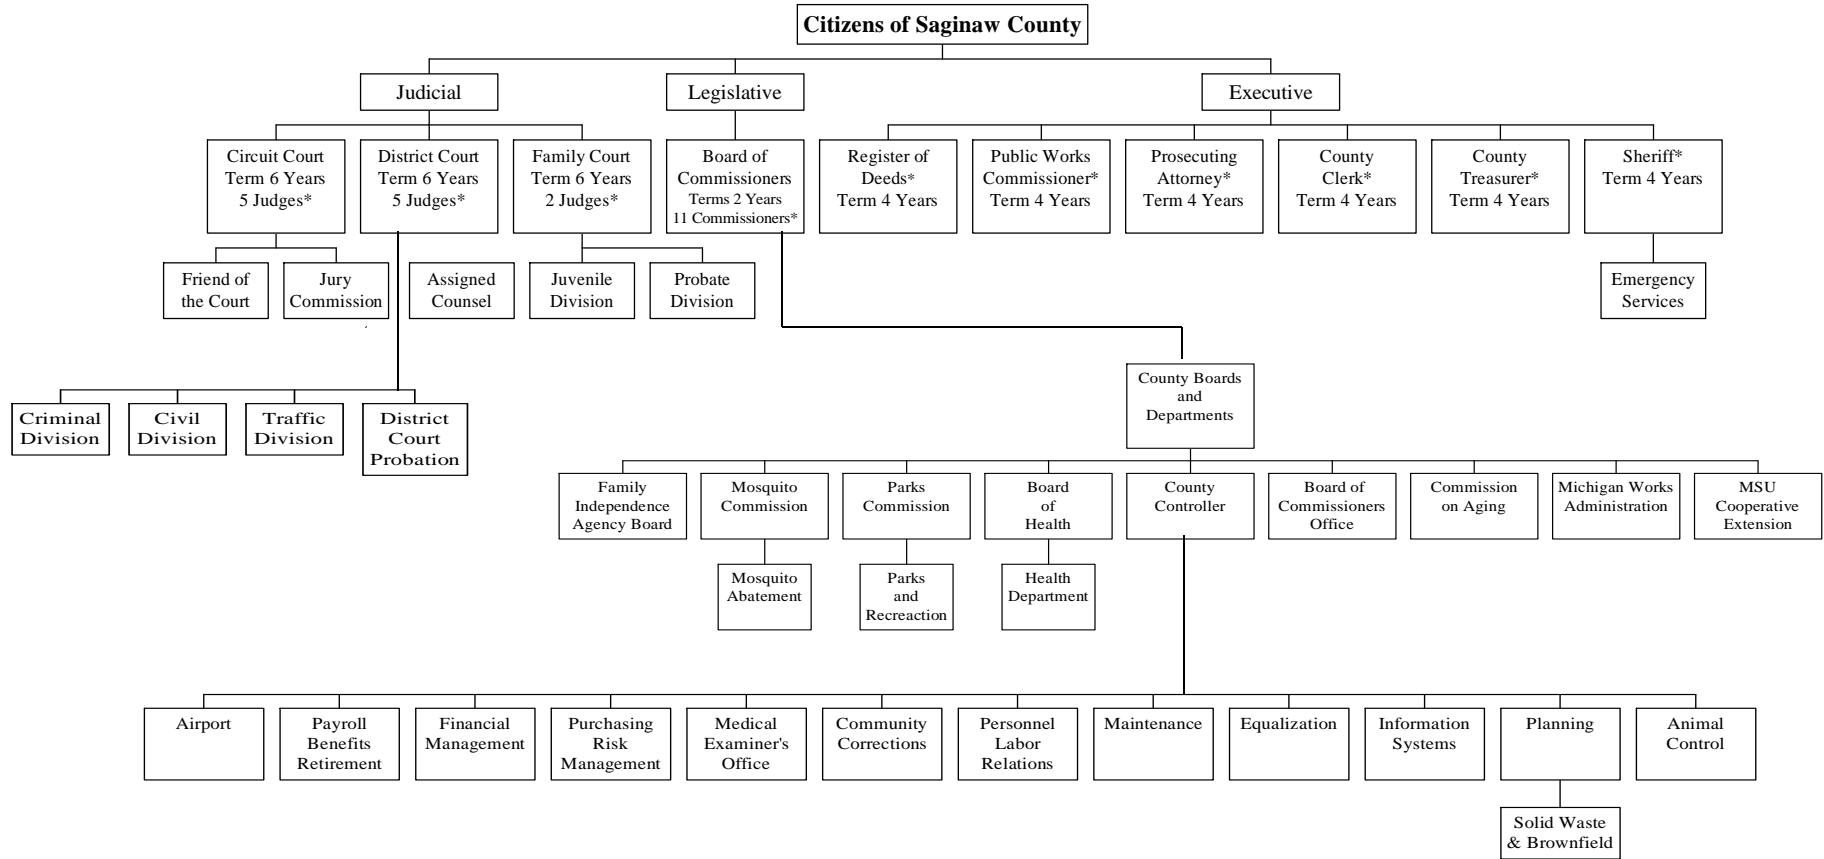 Citizens of Saginaw County
Judicial
Legislative
Executive
Circuit Court
Term 6 Years
5 Judges*
District Court
Term 6 Years
5 Judges*
Family Court
Term 6 Years
2 Judges*
Board of
Commissioners
Terms 2 Years
11 Commissioners*
Register of
Deeds*
Term 4 Years
Public Works
Commissioner*
Term 4 Years
Prosecuting
Attorney*
Term 4 Years
County
Clerk*
Term 4 Years
County
Treasurer*
Term 4 Years
Sheriff*
Term 4 Years
Friend of
the Court
Jury
Commission
Assigned
Counsel
Juvenile
Division
Probate
Division
Emergency
Services
County Boards
and
Departments
Criminal
Division
Civil
Division
Traffic
Division
District
Court
Probation
Family
Independence
Agency Board
Mosquito
Commission
Parks
Commission
Board
of
Health
County
Controller
Board of
Commissioners
Office
Commission
on Aging
Michigan Works
Administration
MSU
Cooperative
Extension
Mosquito
Abatement
Parks
and
Recreaction
Health
Department
Airport
Payroll
Benefits
Retirement
Financial
Management
Purchasing
Risk
Management
Medical
Examiner's
Office
Community
Corrections
Personnel
Labor
Relations
Maintenance
Equalization
Information
Systems
Planning
Animal
Control
Solid Waste
& Brownfield